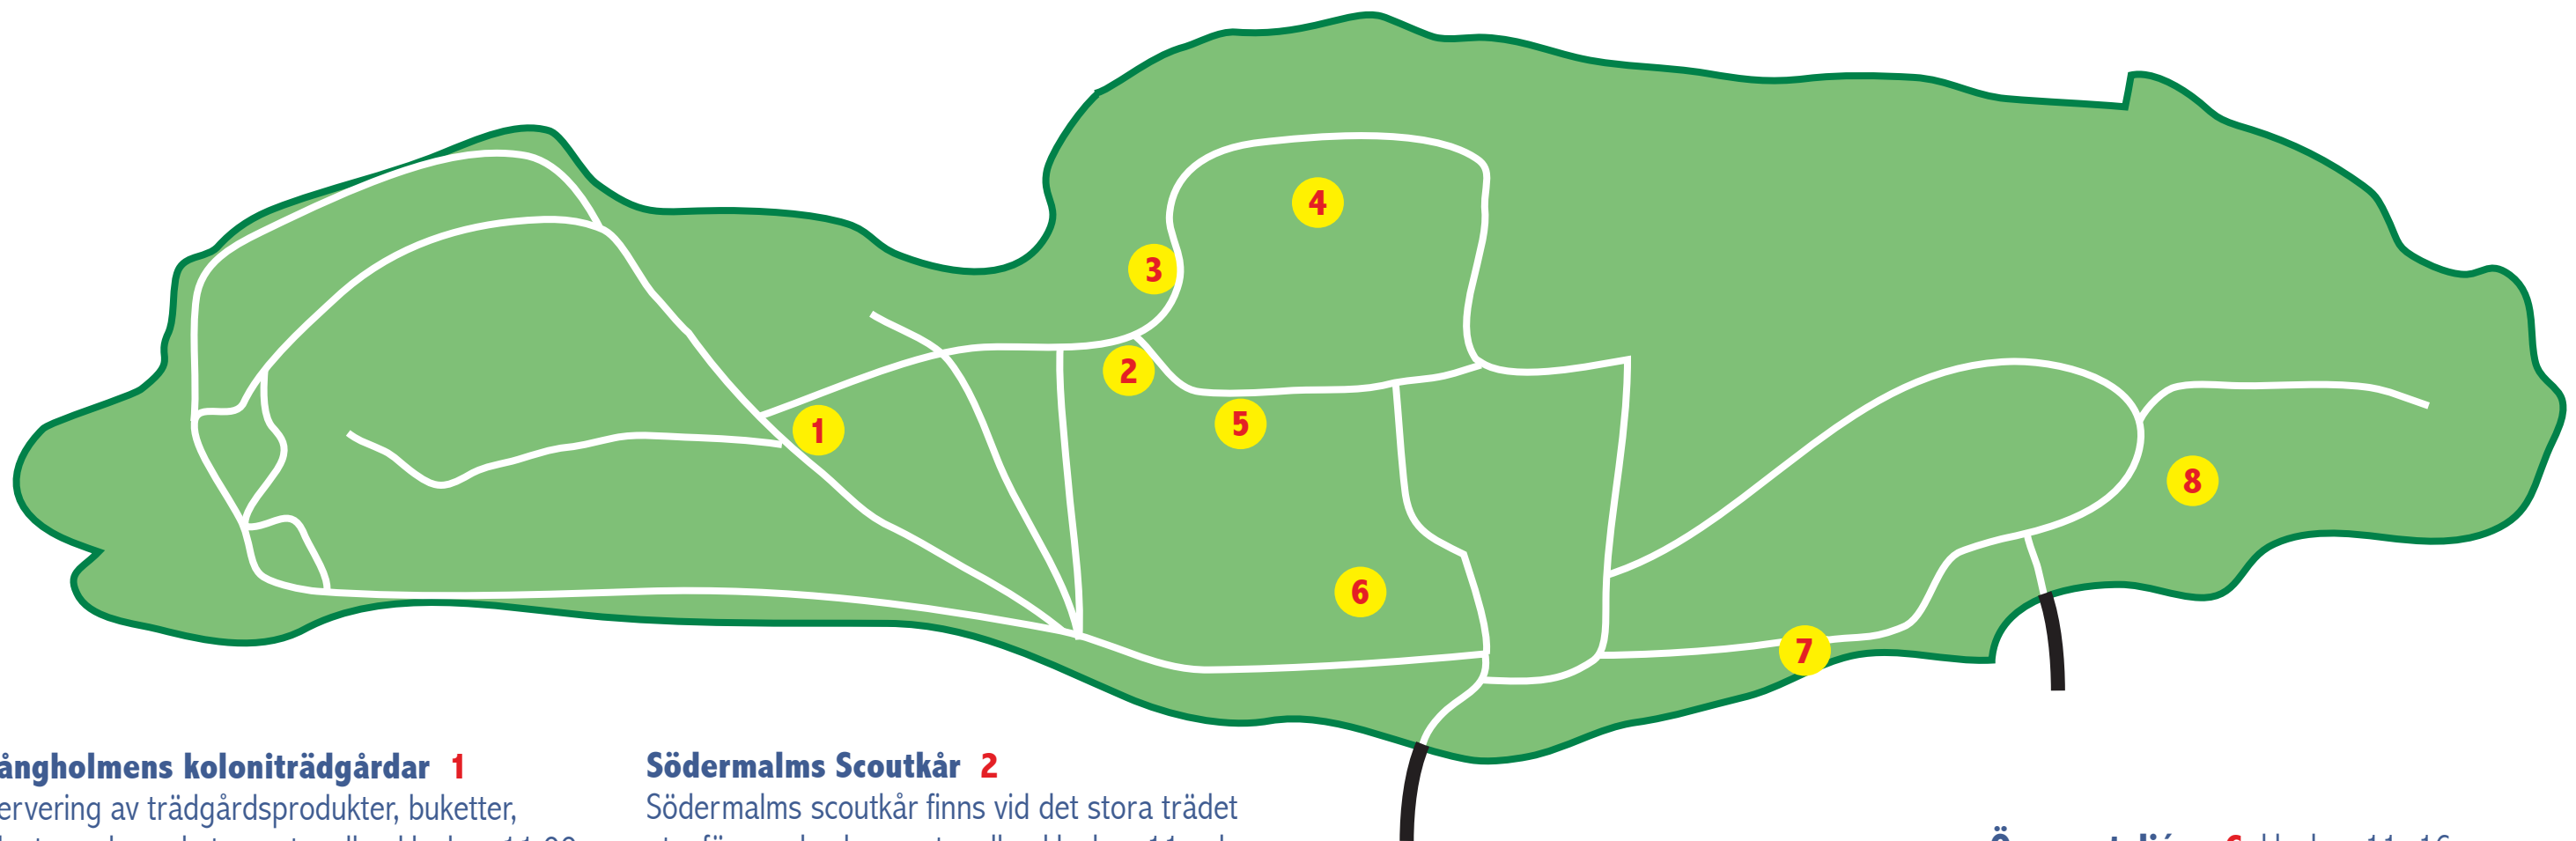 4
3
2
1
5
8
6
7
ångholmens koloniträdgårdar 1
ervering av trädgårdsprodukter, buketter,
Södermalms Scoutkår 2
Södermalms scoutkår finns vid det stora trädet